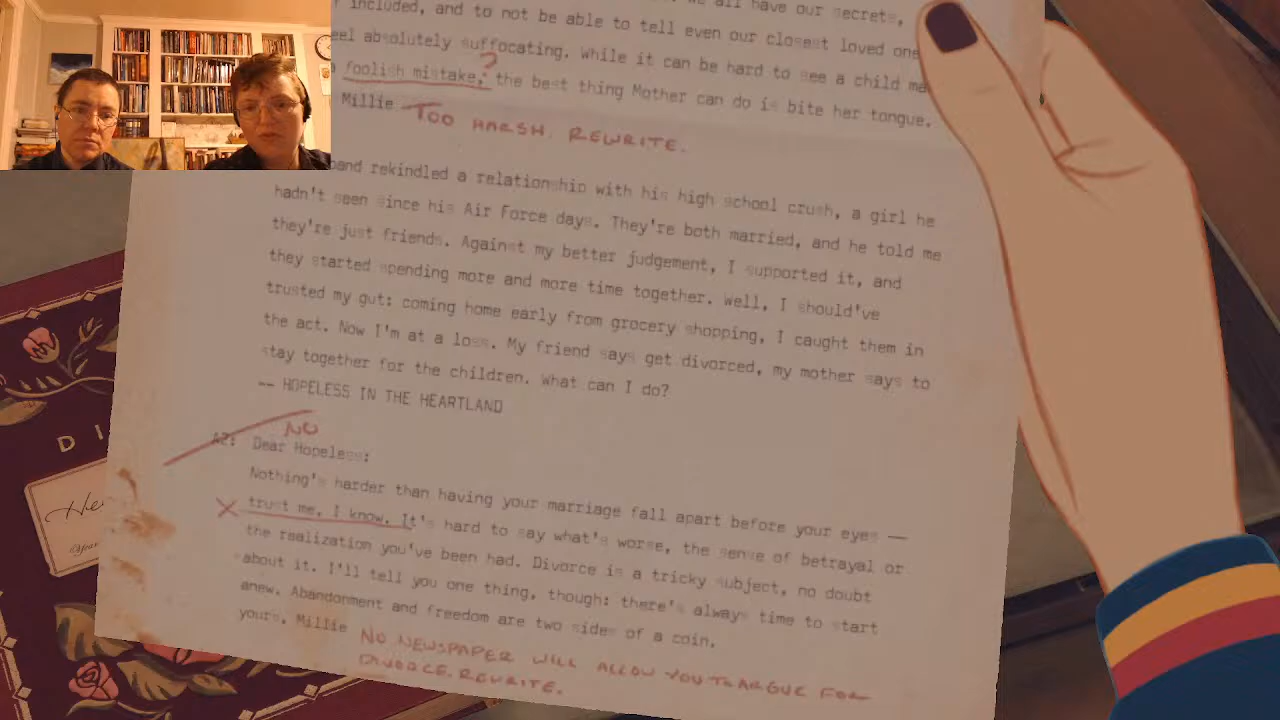 all have our secrets,
included, and to not be able to tell even our closest loved one
eel absolutely suffocating. While it can be hard to see a child ma
?
foolish mistake, the best thing Mother can do is bite her tongue.
Millie TOO HARSH. REWRITE.
band rekindled a relationship with his high school crush, a girl he
hadn't seen since his Air Force days. They're both married, and he told me
they're just friends. Against my better judgement, I supported it, and
they started spending more and more time together. Well, I should've
trusted my gut: coming home early from grocery shopping, I caught them in
the act. Now I'm at a loss. My friend says get divorced, my mother says to
stay together for the children. What can I do?
-- HOPELESS IN THE HEARTLAND
NO
A2: Dear Hopeless:
Nothing's harder than having your marriage fall apart before your eyes —
trust me, I know. It's hard to say what's worse, the sense of betrayal or
the realization you've been had. Divorce is a tricky subject, no doubt
about it. I'll tell you one thing, though: there's always time to start
anew. Abandonment and freedom are two sides of a coin.
yours, Millie
NO NEWSPAPER WILL ALLOW YOU TO ARGUE FOR
DIVORCE. REWRITE.
DI
He